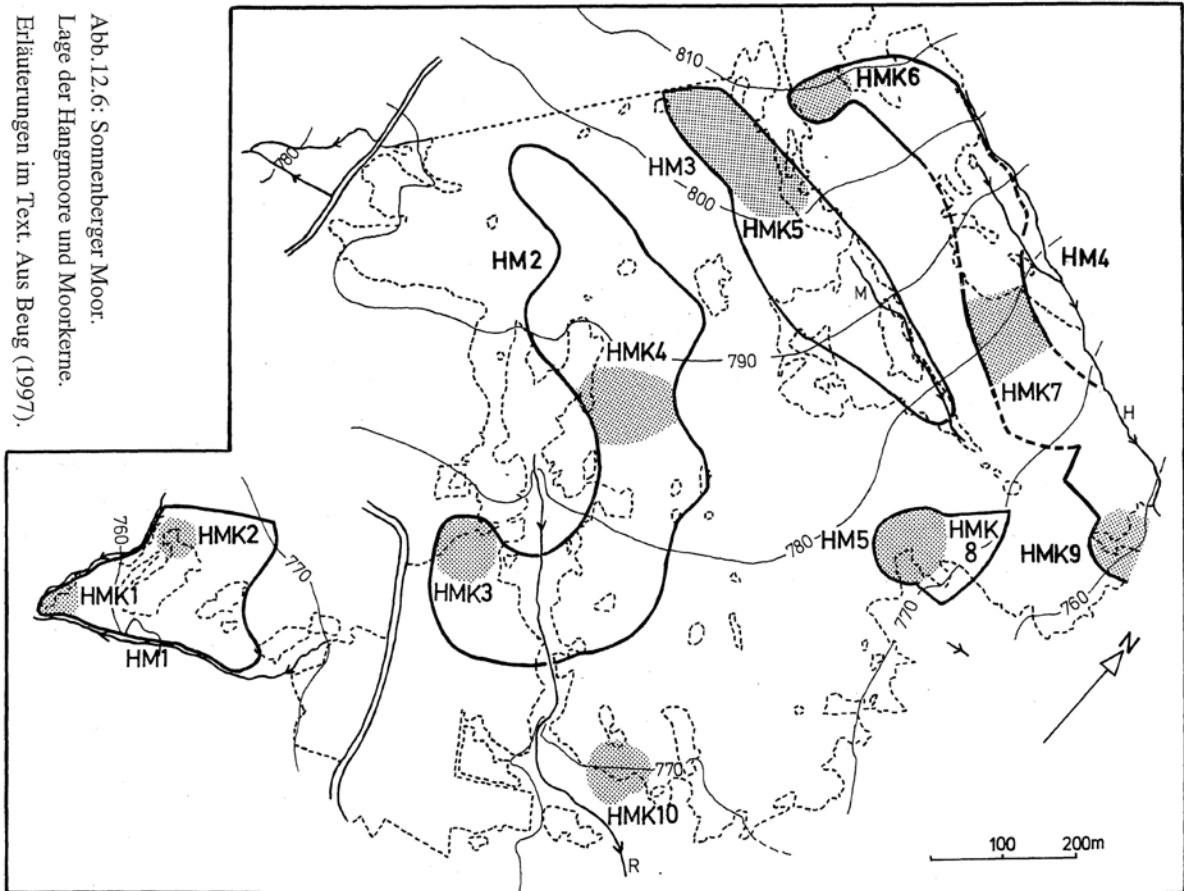 Abb.12.6: Sonnenberger Moor.
Lage der Hangmoore und Moorkerne.
Erläuterungen im Text. Aus Beug (1997).
810
HMK6
780
HM3
800
HMK5
HM2
HM4
M
HMK4
790
HMK7
H
760
HMK2
770
HMK1
HM1
HMK3
780
HM5
HMK
8
HMK9
770
760
N
770
HMK10
R
100
200m